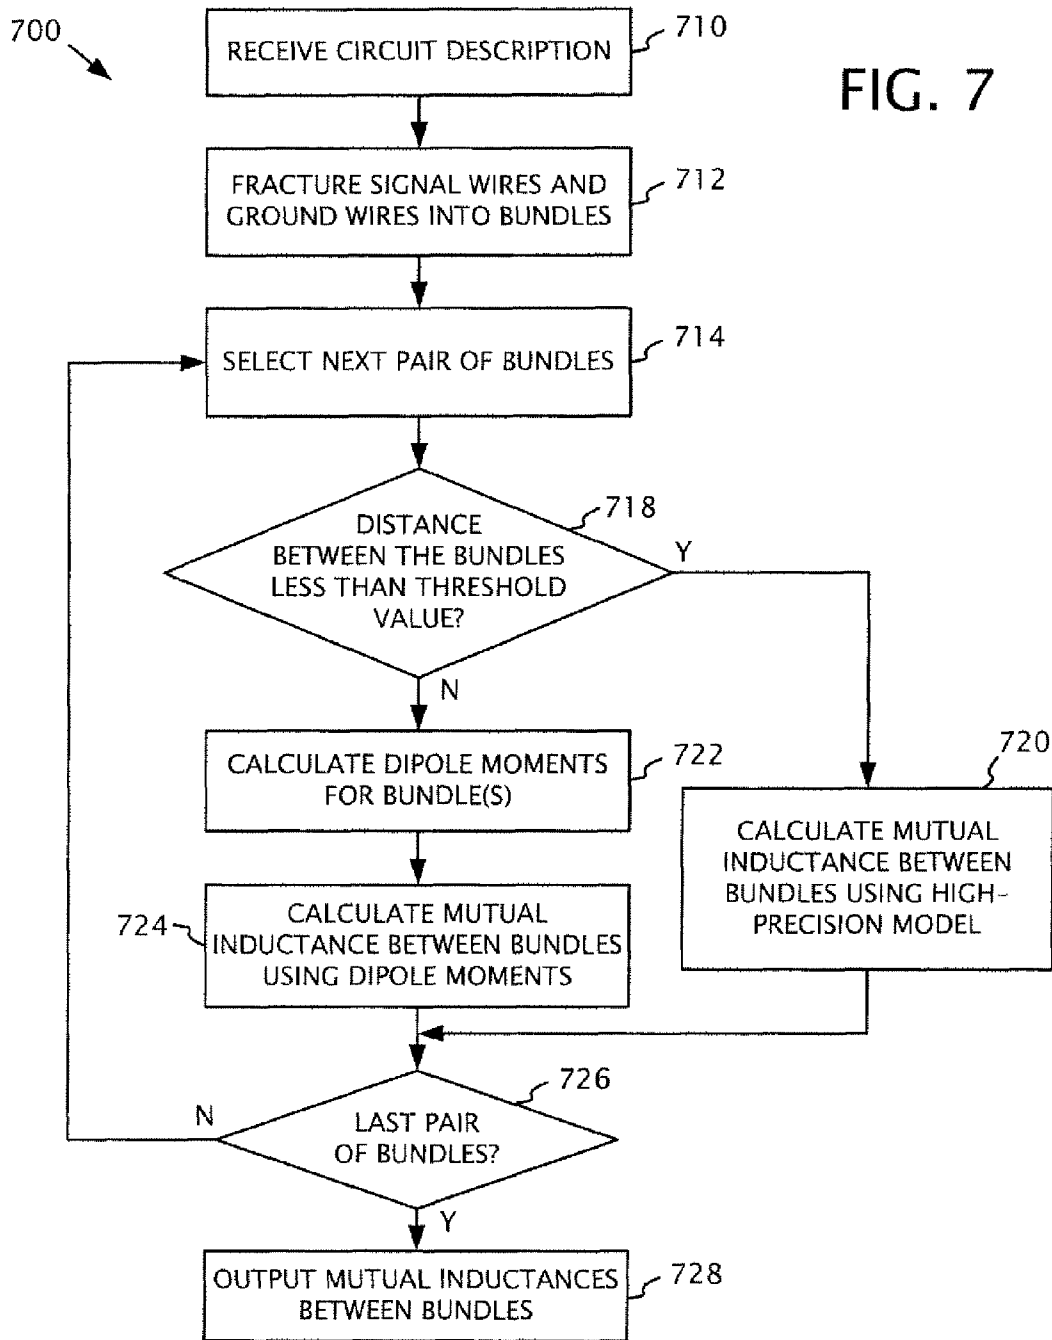 700
FIG. 7
RECEIVE CIRCUIT DESCRIPTION
710
FRACTURE SIGNAL WIRES AND
GROUND WIRES INTO BUNDLES
712
SELECT NEXT PAIR OF BUNDLES
714
DISTANCE
BETWEEN THE BUNDLES
LESS THAN THRESHOLD
VALUE?
718
Y
N
CALCULATE DIPOLE MOMENTS
FOR BUNDLE(S)
722
720
CALCULATE MUTUAL
INDUCTANCE BETWEEN
BUNDLES USING HIGH-
PRECISION MODEL
724
CALCULATE MUTUAL
INDUCTANCE BETWEEN BUNDLES
USING DIPOLE MOMENTS
726
LAST PAIR
OF BUNDLES?
N
Y
OUTPUT MUTUAL INDUCTANCES
BETWEEN BUNDLES
728